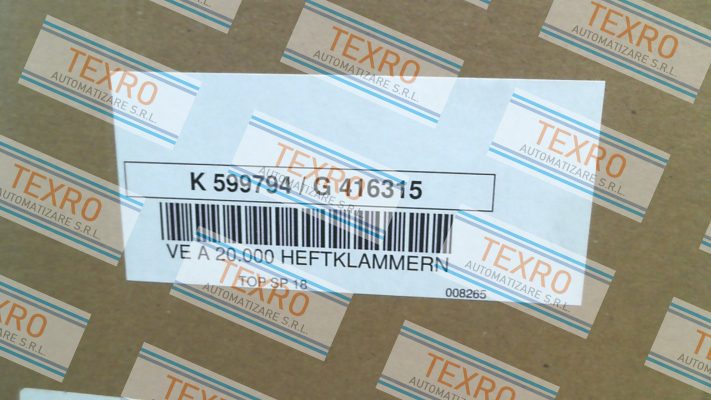 K 599794 / G 416315
VE A 20.000 HEFTKLAMMERN
TOP SP 18
008265
TEXRO
AUTOMATIZARE S.R.L.